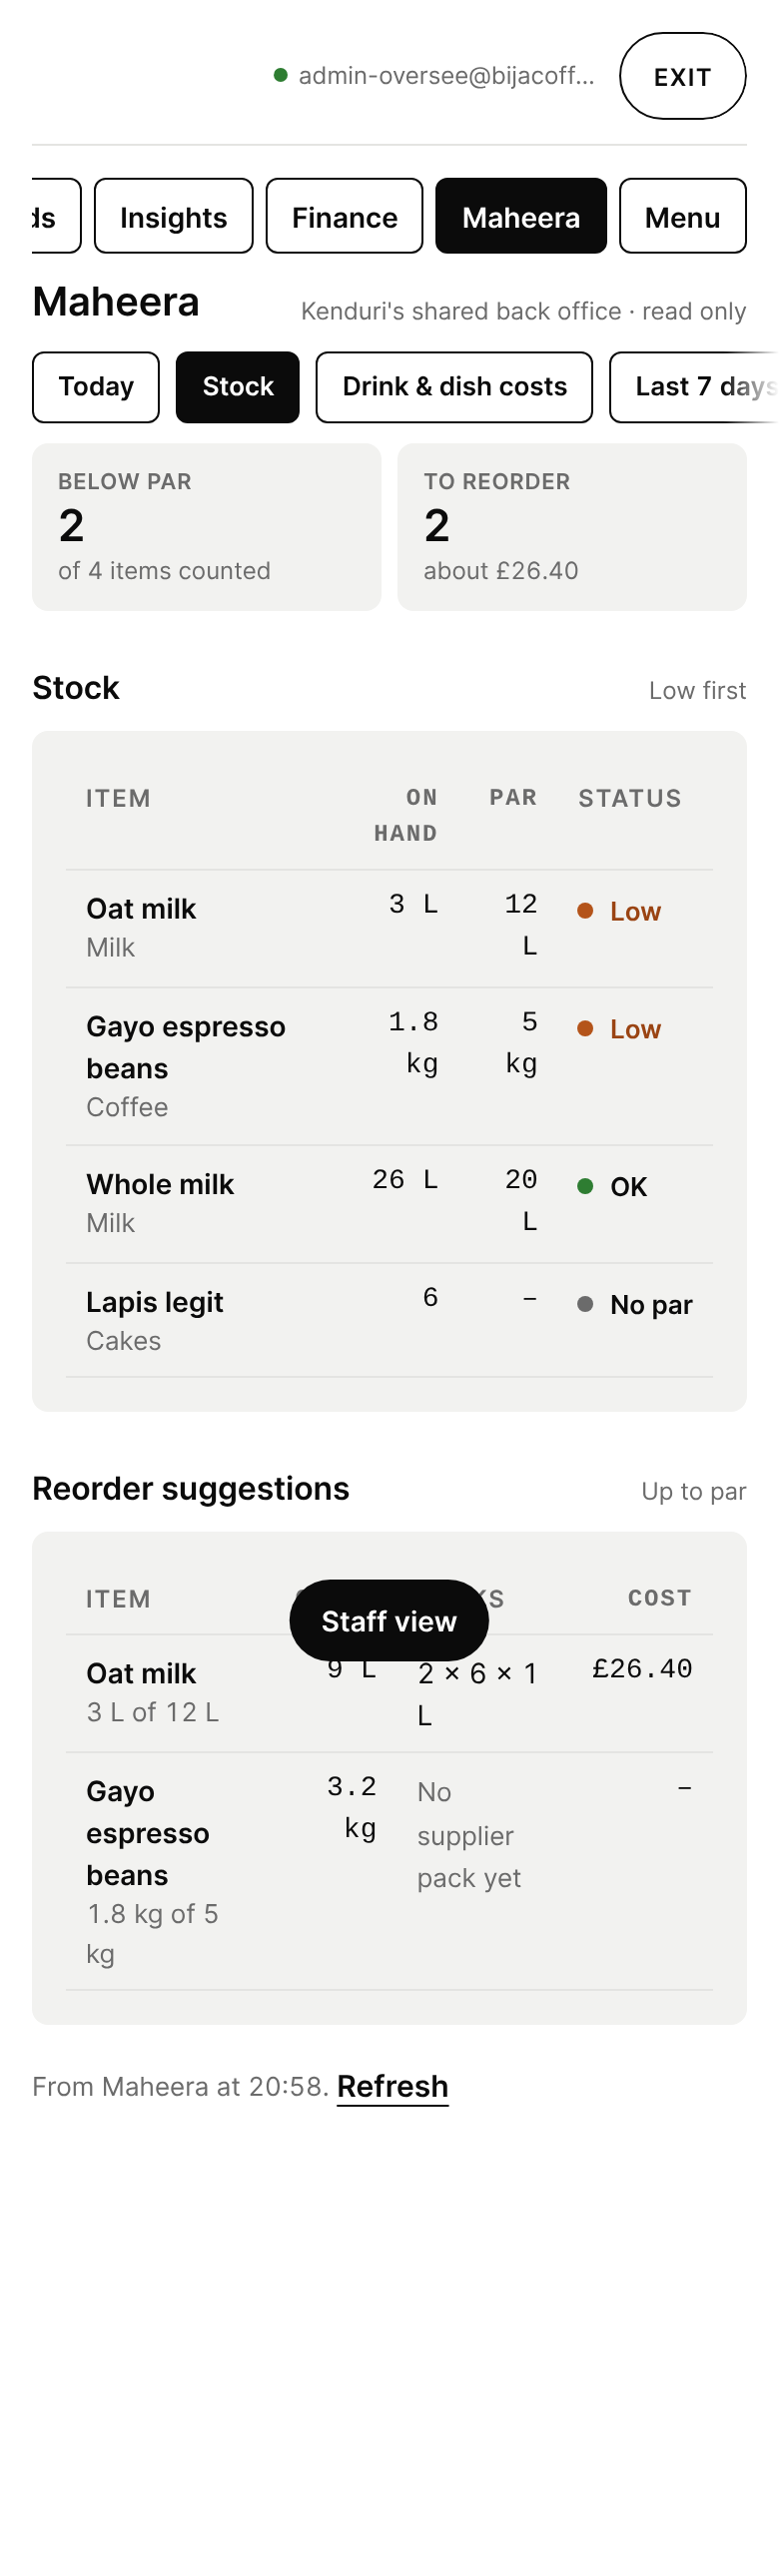 admin-oversee@bijacoff...
EXIT
ds
Insights
Finance
Maheera
Menu
Maheera
Kenduri's shared back office · read only
Today
Stock
Drink & dish costs
Last 7 days
BELOW PAR
2
of 4 items counted
TO REORDER
2
about £26.40
Stock
Low first
ITEM
ON
HAND
PAR
STATUS
Oat milk
Milk
3 L
12
L
Low
Gayo espresso
beans
Coffee
1.8
kg
5
kg
Low
Whole milk
Milk
26 L
20
L
OK
Lapis legit
Cakes
6
–
No par
Reorder suggestions
Up to par
ITEM
Staff view
KS
COST
Oat milk
3 L of 12 L
9 L
2 × 6 × 1
L
£26.40
Gayo
espresso
beans
1.8 kg of 5
kg
3.2
kg
No
supplier
pack yet
–
From Maheera at 20:58. Refresh